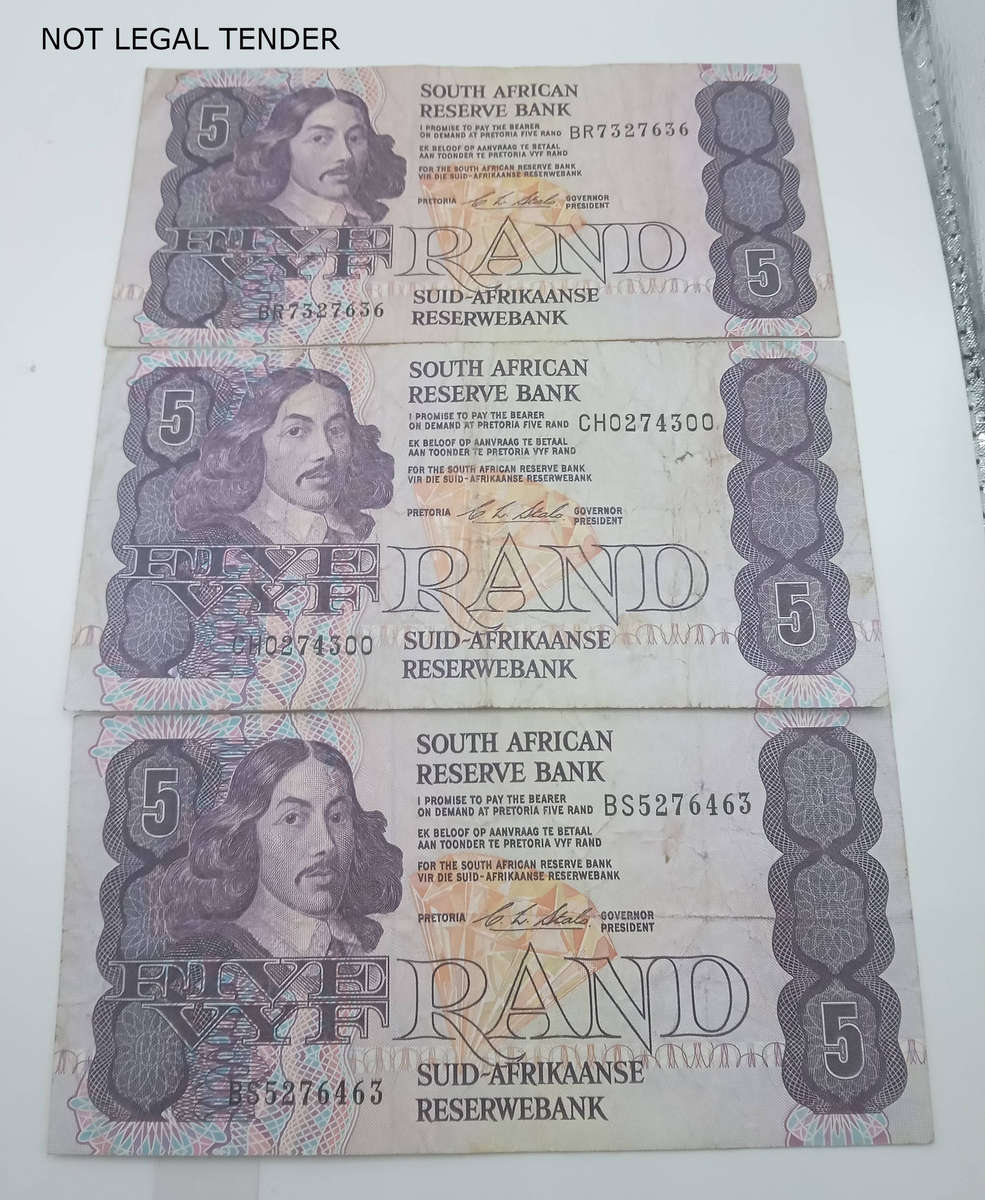 NOT LEGAL TENDER
5
SOUTH AFRICAN
RESERVE BANK
I PROMISE TO PAY THE BEARER
ON DEMAND AT PRETORIA FIVE RAND BR7327636
EK BELOOF OP AANVRAAG TE BETAAL
AAN TOONDER TE PRETORIA VYF RAND
FOR THE SOUTH AFRICAN RESERVE BANK
VIR DIE SUID-AFRIKAANSE RESERWEBANK
PRETORIA C L. Stals GOVERNOR
PRESIDENT
FIVE
VYF RAND
5
SUID-AFRIKAANSE
RESERWEBANK
BR7327636
5
SOUTH AFRICAN
RESERVE BANK
I PROMISE TO PAY THE BEARER
ON DEMAND AT PRETORIA FIVE RAND CH0274300
EK BELOOF OP AANVRAAG TE BETAAL
AAN TOONDER TE PRETORIA VYF RAND
FOR THE SOUTH AFRICAN RESERVE BANK
VIR DIE SUID-AFRIKAANSE RESERWEBANK
PRETORIA C L. Stals GOVERNOR
PRESIDENT
FIVE
VYF RAND
5
CH0274300
SUID-AFRIKAANSE
RESERWEBANK
5
SOUTH AFRICAN
RESERVE BANK
I PROMISE TO PAY THE BEARER
ON DEMAND AT PRETORIA FIVE RAND BS5276463
EK BELOOF OP AANVRAAG TE BETAAL
AAN TOONDER TE PRETORIA VYF RAND
FOR THE SOUTH AFRICAN RESERVE BANK
VIR DIE SUID-AFRIKAANSE RESERWEBANK
PRETORIA C L. Stals GOVERNOR
PRESIDENT
FIVE
VYF RAND
5
BS5276463
SUID-AFRIKAANSE
RESERWEBANK